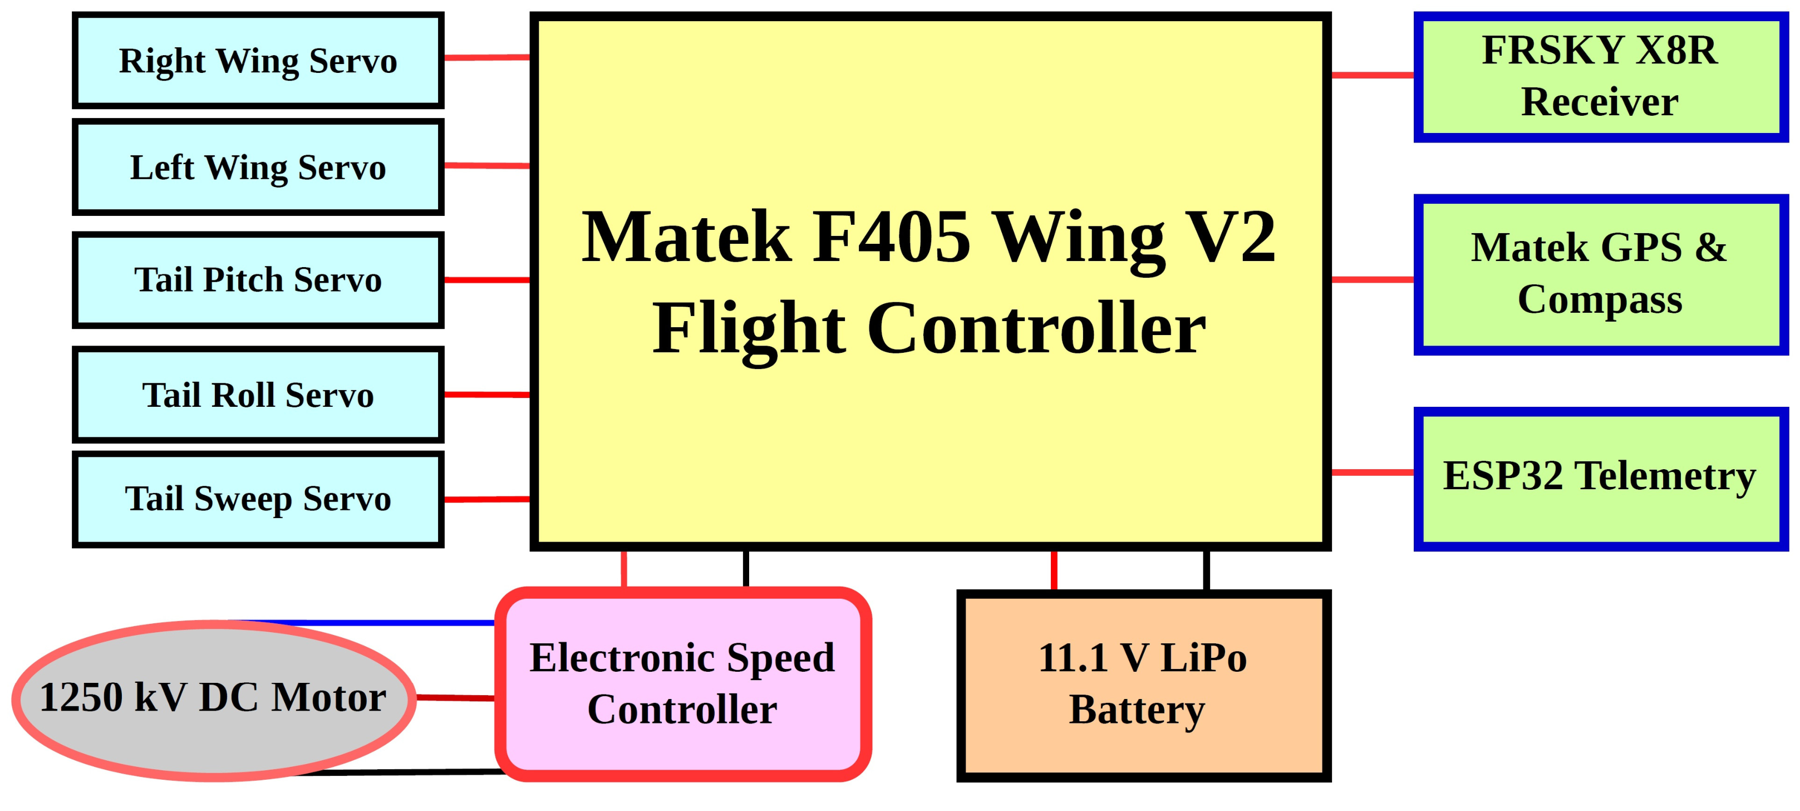 Right Wing Servo
Left Wing Servo
Tail Pitch Servo
Tail Roll Servo
Tail Sweep Servo
Matek F405 Wing V2
Flight Controller
FRSKY X8R
Receiver
Matek GPS &
Compass
ESP32 Telemetry
1250 kV DC Motor
Electronic Speed
Controller
11.1 V LiPo
Battery